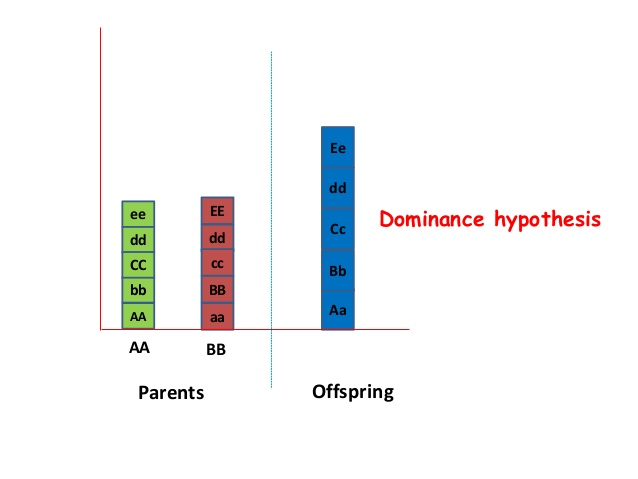 ee
dd
CC
bb
AA
EE
dd
cc
BB
aa
Ee
dd
Cc
Bb
Aa
Dominance hypothesis
AA
BB
Parents
Offspring